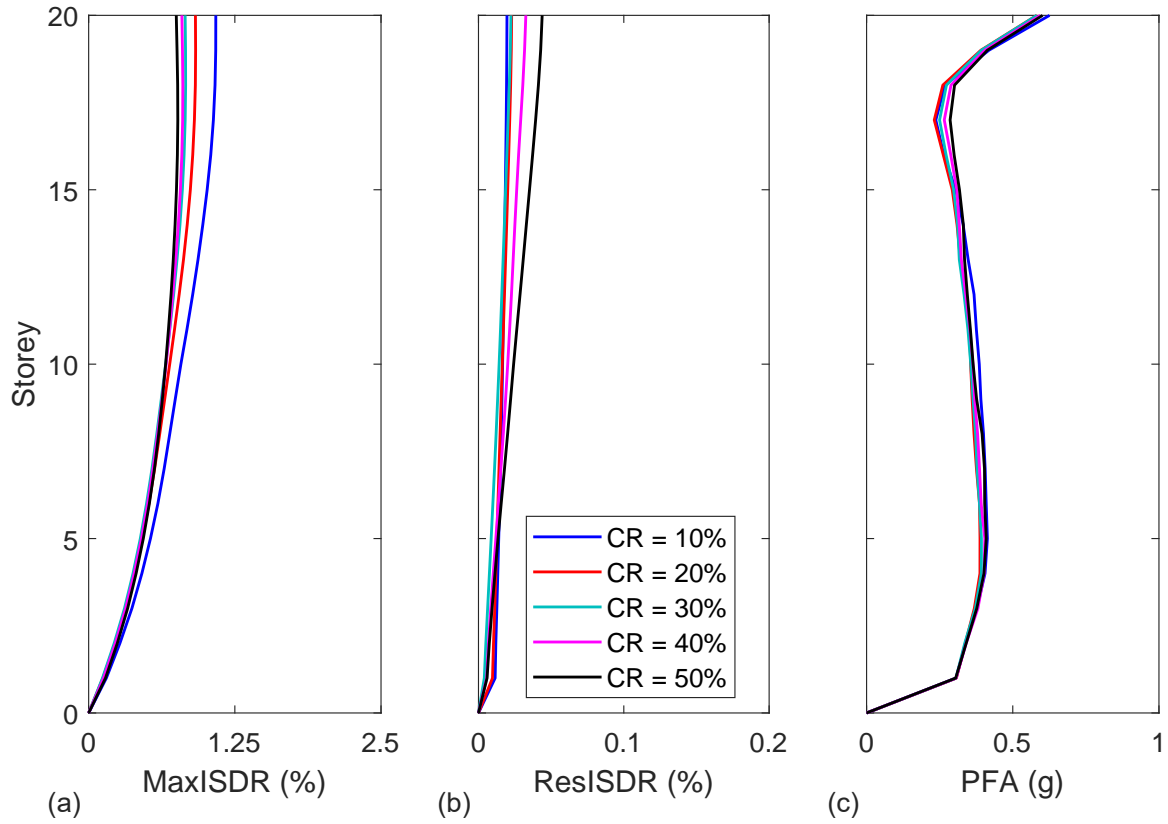 20
15
10
5
0
Storey
0 1.25 2.5
MaxISDR (%)
(a)
0 0.1 0.2
ResISDR (%)
(b)
CR = 10%
CR = 20%
CR = 30%
CR = 40%
CR = 50%
0 0.5 1
PFA (g)
(c)